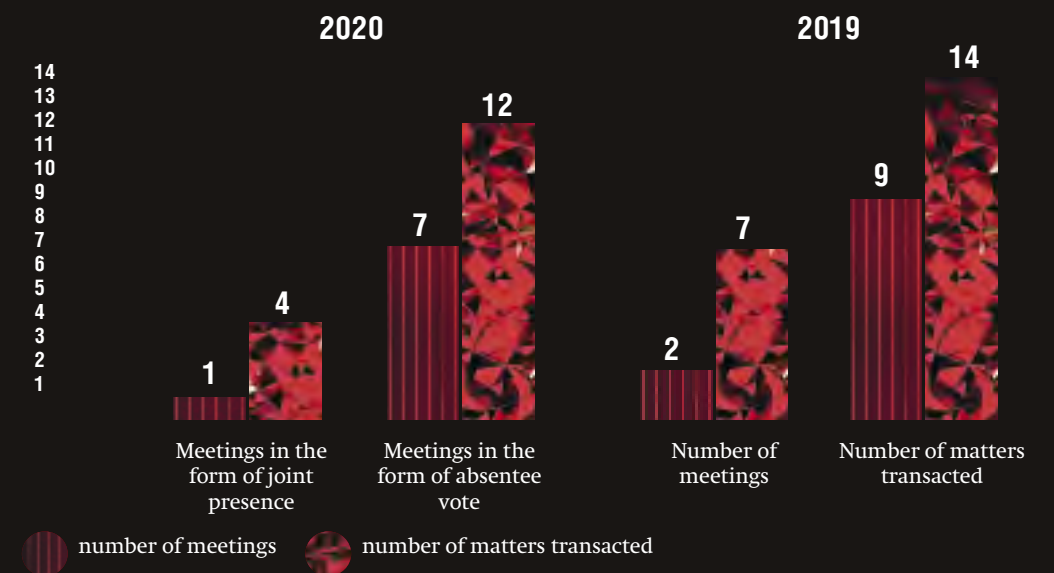 2020
2019
14
13
12
11
10
9
8
7
6
5
4
3
2
1
1
4
7
12
2
7
9
14
Meetings in the
form of joint
presence
Meetings in the
form of absentee
vote
Number of
meetings
Number of matters
transacted
number of meetings
number of matters transacted